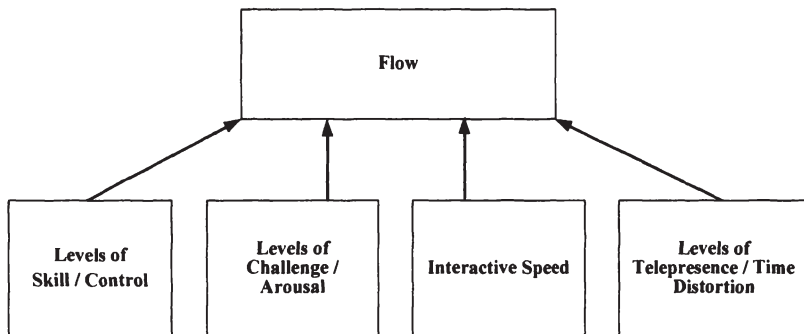 Flow
Levels of
Skill / Control
Levels of
Challenge /
Arousal
Interactive Speed
Levels of
Telepresence / Time
Distortion